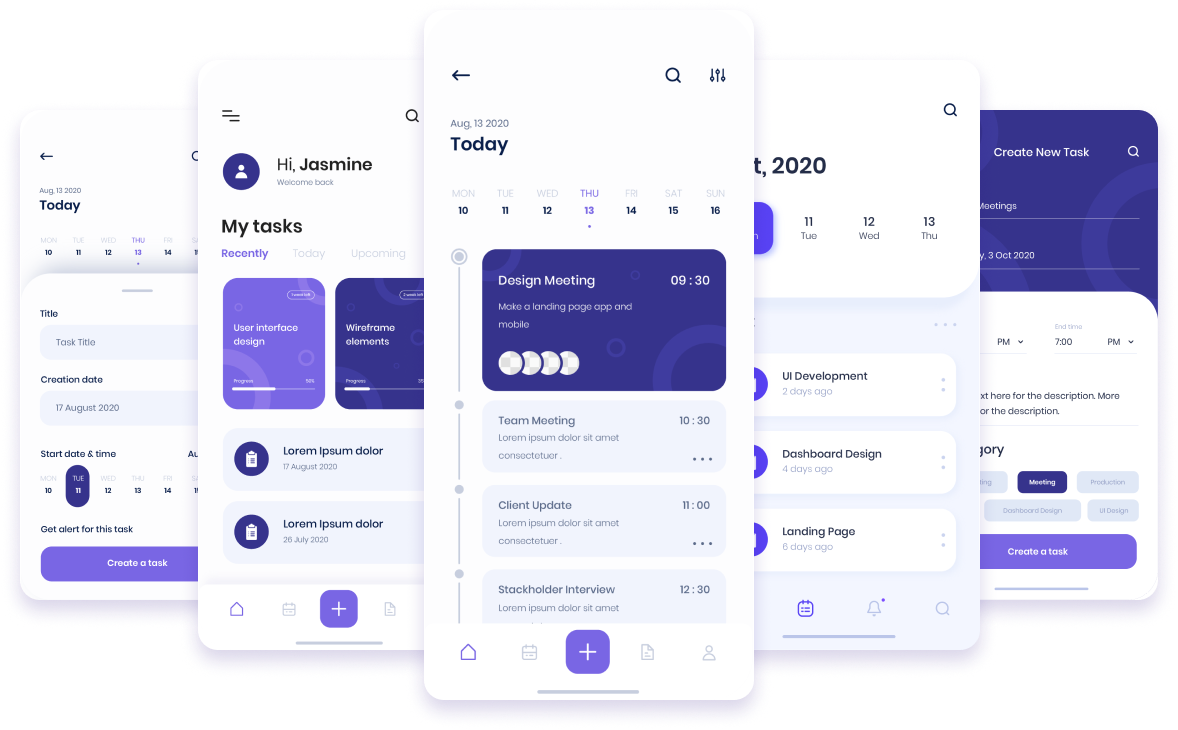 Aug, 13 2020
Today
MON TUE WED THU FRI
10 11 12 13 14
Title
Task Title
Creation date
17 August 2020
Start date & time
MON TUE WED THU FRI
10 11 12 13 14
Get alert for this task
Create a task
Hi, Jasmine
Welcome back
My tasks
Recently Today Upcoming
1 week left
User interface
design
Progress 50%
2 week left
Wireframe
elements
Progress
Lorem Ipsum dolor
17 August 2020
Lorem Ipsum dolor
26 July 2020
Aug, 13 2020
Today
MON TUE WED THU FRI SAT SUN
10 11 12 13 14 15 16
Design Meeting 09 : 30
Make a landing page app and
mobile
Team Meeting 10 : 30
Lorem ipsum dolor sit amet
consectetuer .
Client Update 11 : 00
Lorem ipsum dolor sit amet
consectetuer .
Stackholder Interview 12 : 30
Lorem ipsum dolor sit amet
t, 2020
11 12 13
Tue Wed Thu
UI Development
2 days ago
Dashboard Design
4 days ago
Landing Page
6 days ago
Create New Task
Meetings
y, 3 Oct 2020
End time
PM 7:00 PM
xt here for the description. More
or the description.
gory
Meeting Production
Dashboard Design UI Design
Create a task